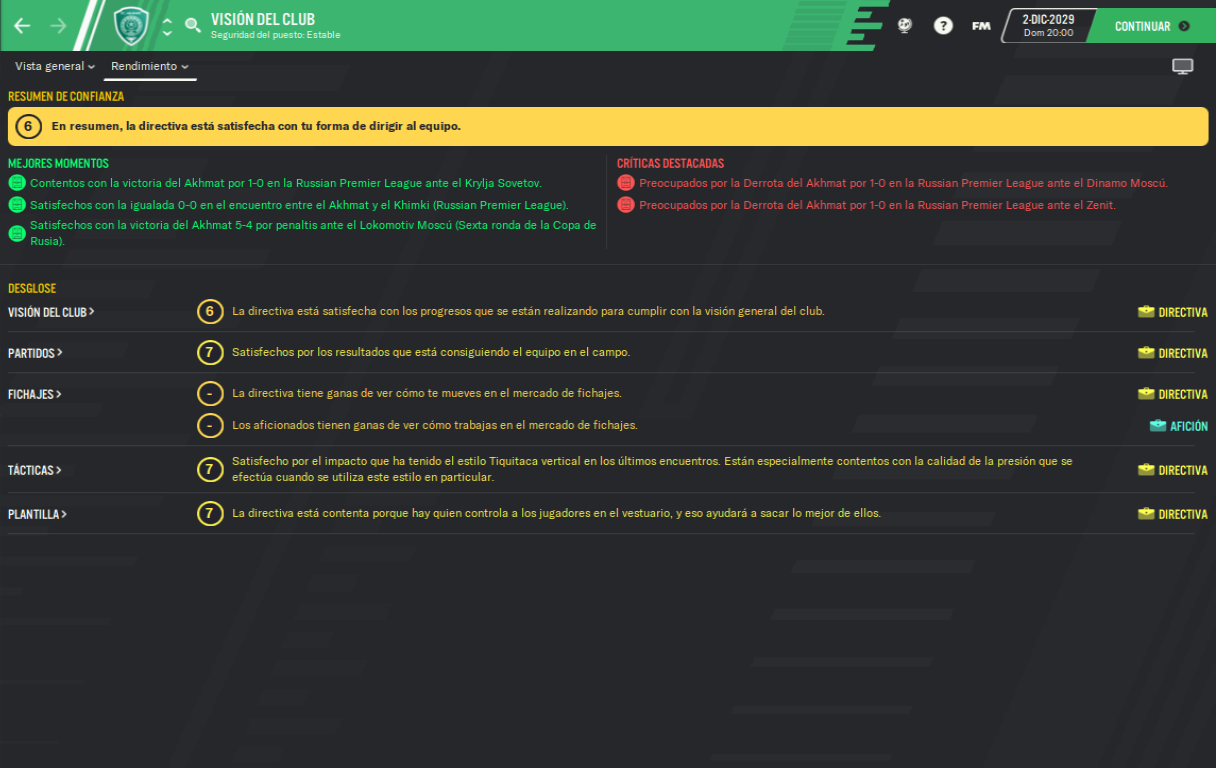 VISIÓN DEL CLUB
Seguridad del puesto: Estable
FM
2-DIC-2029
Dom 20:00
CONTINUAR
Vista general
Rendimiento
RESUMEN DE CONFIANZA
6
En resumen, la directiva está satisfecha con tu forma de dirigir al equipo.
MEJORES MOMENTOS
Contentos con la victoria del Akhmat por 1-0 en la Russian Premier League ante el Krylja Sovetov.
Satisfechos con la igualada 0-0 en el encuentro entre el Akhmat y el Khimki (Russian Premier League).
Satisfechos con la victoria del Akhmat 5-4 por penaltis ante el Lokomotiv Moscú (Sexta ronda de la Copa de
Rusia).
CRÍTICAS DESTACADAS
Preocupados por la Derrota del Akhmat por 1-0 en la Russian Premier League ante el Dinamo Moscú.
Preocupados por la Derrota del Akhmat por 1-0 en la Russian Premier League ante el Zenit.
DESGLOSE
VISIÓN DEL CLUB
6
La directiva está satisfecha con los progresos que se están realizando para cumplir con la visión general del club.
DIRECTIVA
PARTIDOS
7
Satisfechos por los resultados que está consiguiendo el equipo en el campo.
DIRECTIVA
FICHAJES
-
La directiva tiene ganas de ver cómo te mueves en el mercado de fichajes.
DIRECTIVA
-
Los aficionados tienen ganas de ver cómo trabajas en el mercado de fichajes.
AFICIÓN
TÁCTICAS
7
Satisfecho por el impacto que ha tenido el estilo Tiquitaca vertical en los últimos encuentros. Están especialmente contentos con la calidad de la presión que se
efectúa cuando se utiliza este estilo en particular.
DIRECTIVA
PLANTILLA
7
La directiva está contenta porque hay quien controla a los jugadores en el vestuario, y eso ayudará a sacar lo mejor de ellos.
DIRECTIVA